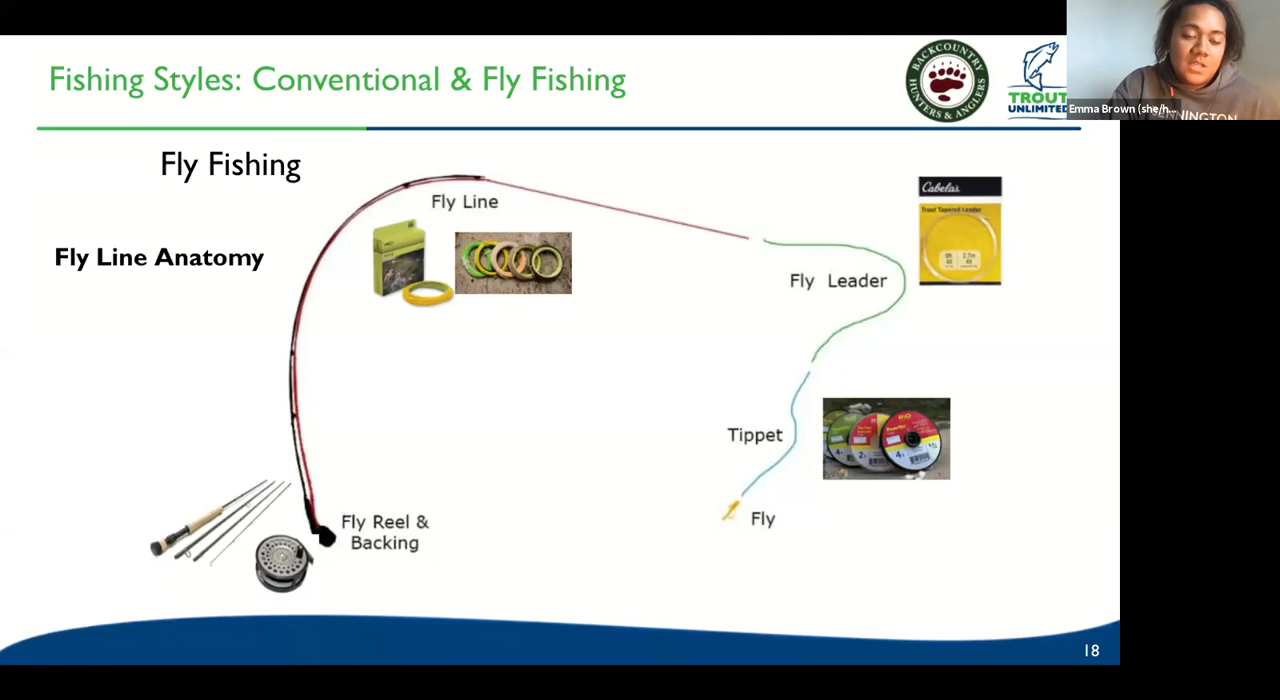 Fishing Styles: Conventional & Fly Fishing
BACKCOUNTRY
HUNTERS & ANGLERS
TROUT
UNLIMITED
Emma Brown (she/h...
Fly Fishing
Fly Line
Cabela's
Trout Tapered Leader
Fly Line Anatomy
Fly Leader
Tippet
Fly
Fly Reel &
Backing
18